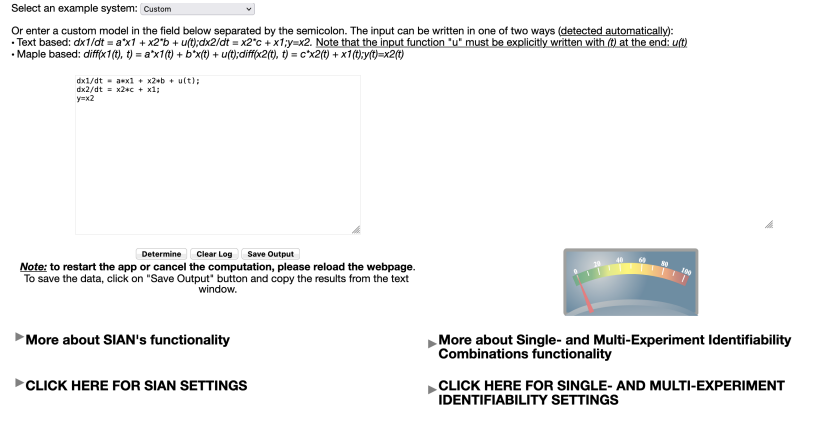 Select an example system: Custom
Or enter a custom model in the field below separated by the semicolon. The input can be written in one of two ways (detected automatically):
• Text based: dx1/dt = a*x1 + x2*b + u(t);dx2/dt = x2*c + x1;y=x2. Note that the input function "u" must be explicitly written with (t) at the end: u(t)
• Maple based: diff(x1(t), t) = a*x1(t) + b*x(t) + u(t);diff(x2(t), t) = c*x2(t) + x1(t);y(t)=x2(t)
dx1/dt = a*x1 + x2*b + u(t);
dx2/dt = x2*c + x1;
y=x2
Determine Clear Log Save Output
Note: to restart the app or cancel the computation, please reload the webpage.
To save the data, click on "Save Output" button and copy the results from the text
window.
0 20 40 60 80 100
More about SIAN's functionality
More about Single- and Multi-Experiment Identifiability
Combinations functionality
CLICK HERE FOR SIAN SETTINGS
CLICK HERE FOR SINGLE- AND MULTI-EXPERIMENT
IDENTIFIABILITY SETTINGS